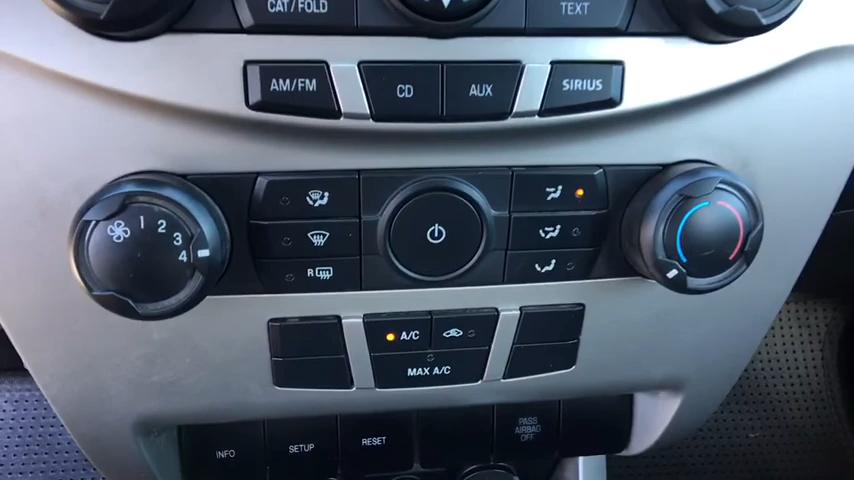 CAT/FOLD
TEXT
AM/FM
CD
AUX
SIRIUS
1
2
3
4
R
A/C
MAX A/C
INFO
SETUP
RESET
PASS
AIRBAG
OFF